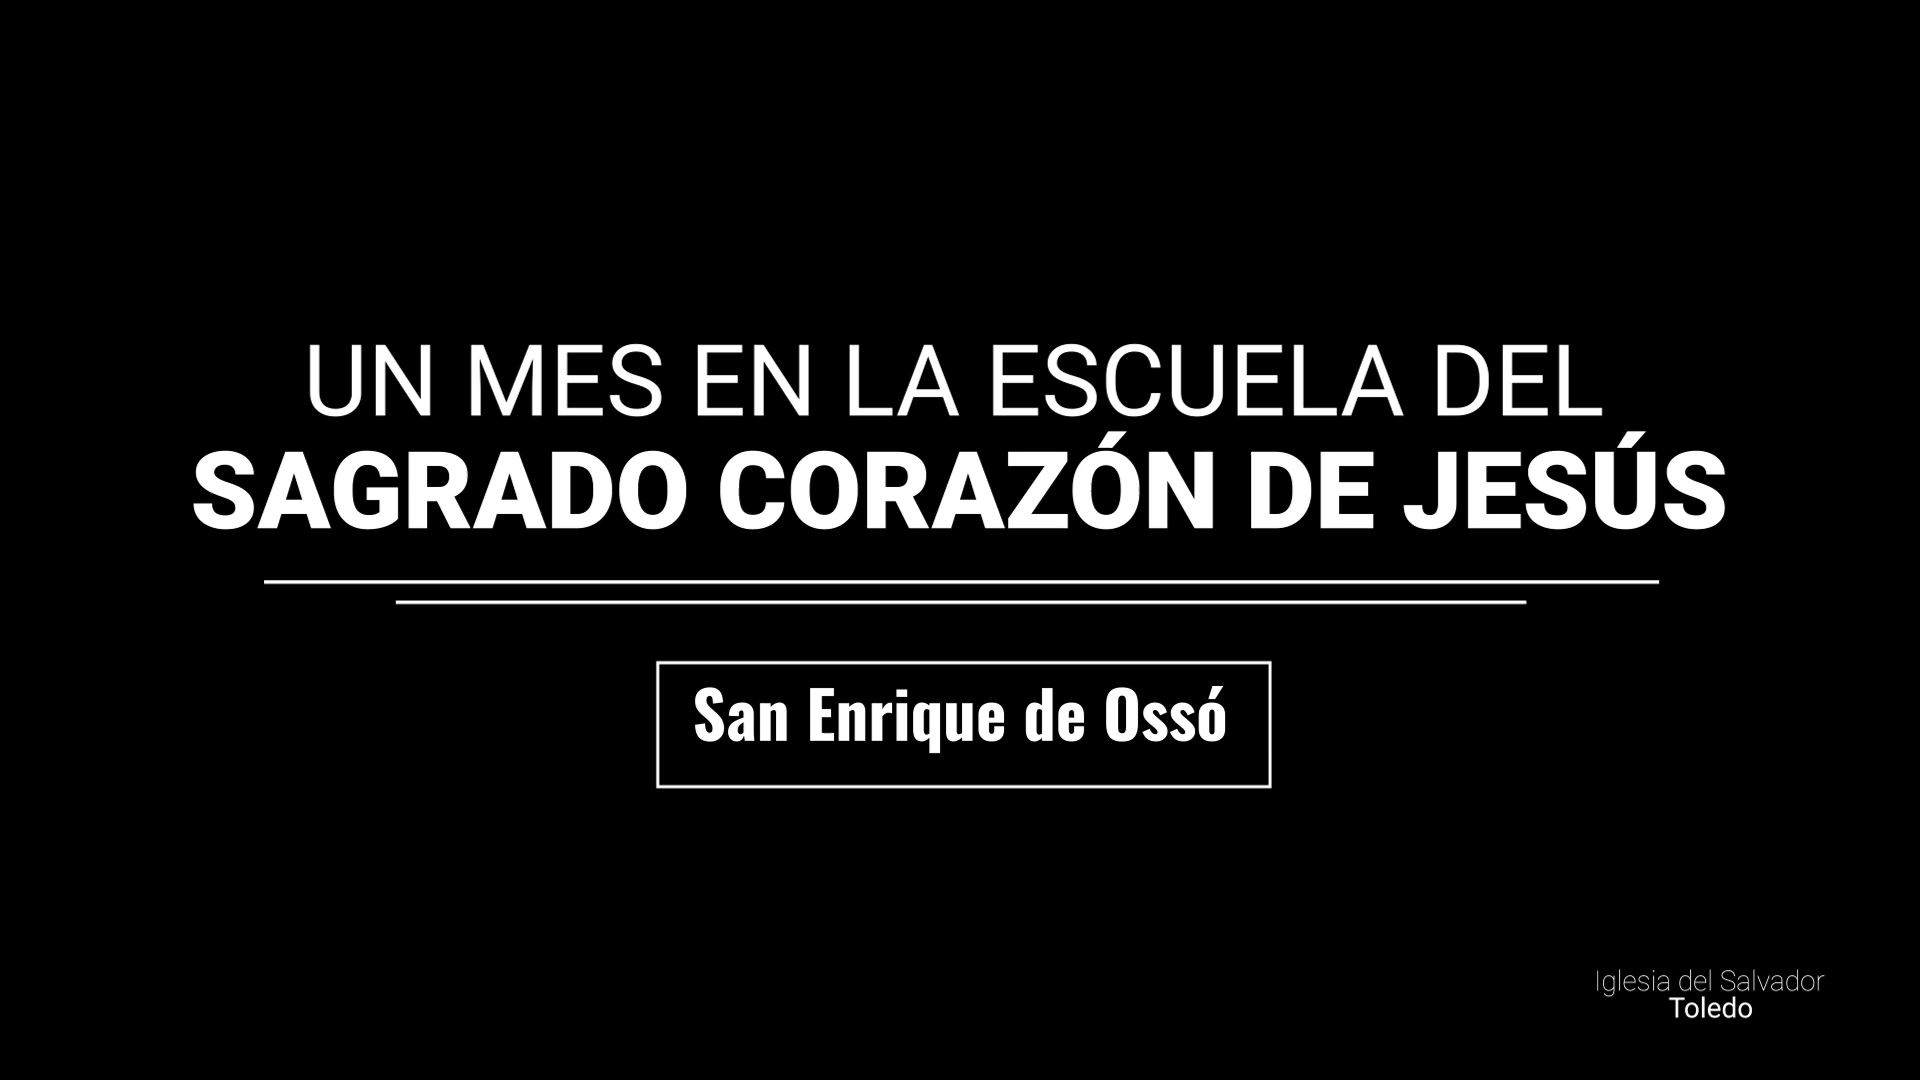 UN MES EN LA ESCUELA DEL
SAGRADO CORAZÓN DE JESÚS
San Enrique de Ossó
Iglesia del Salvador
Toledo